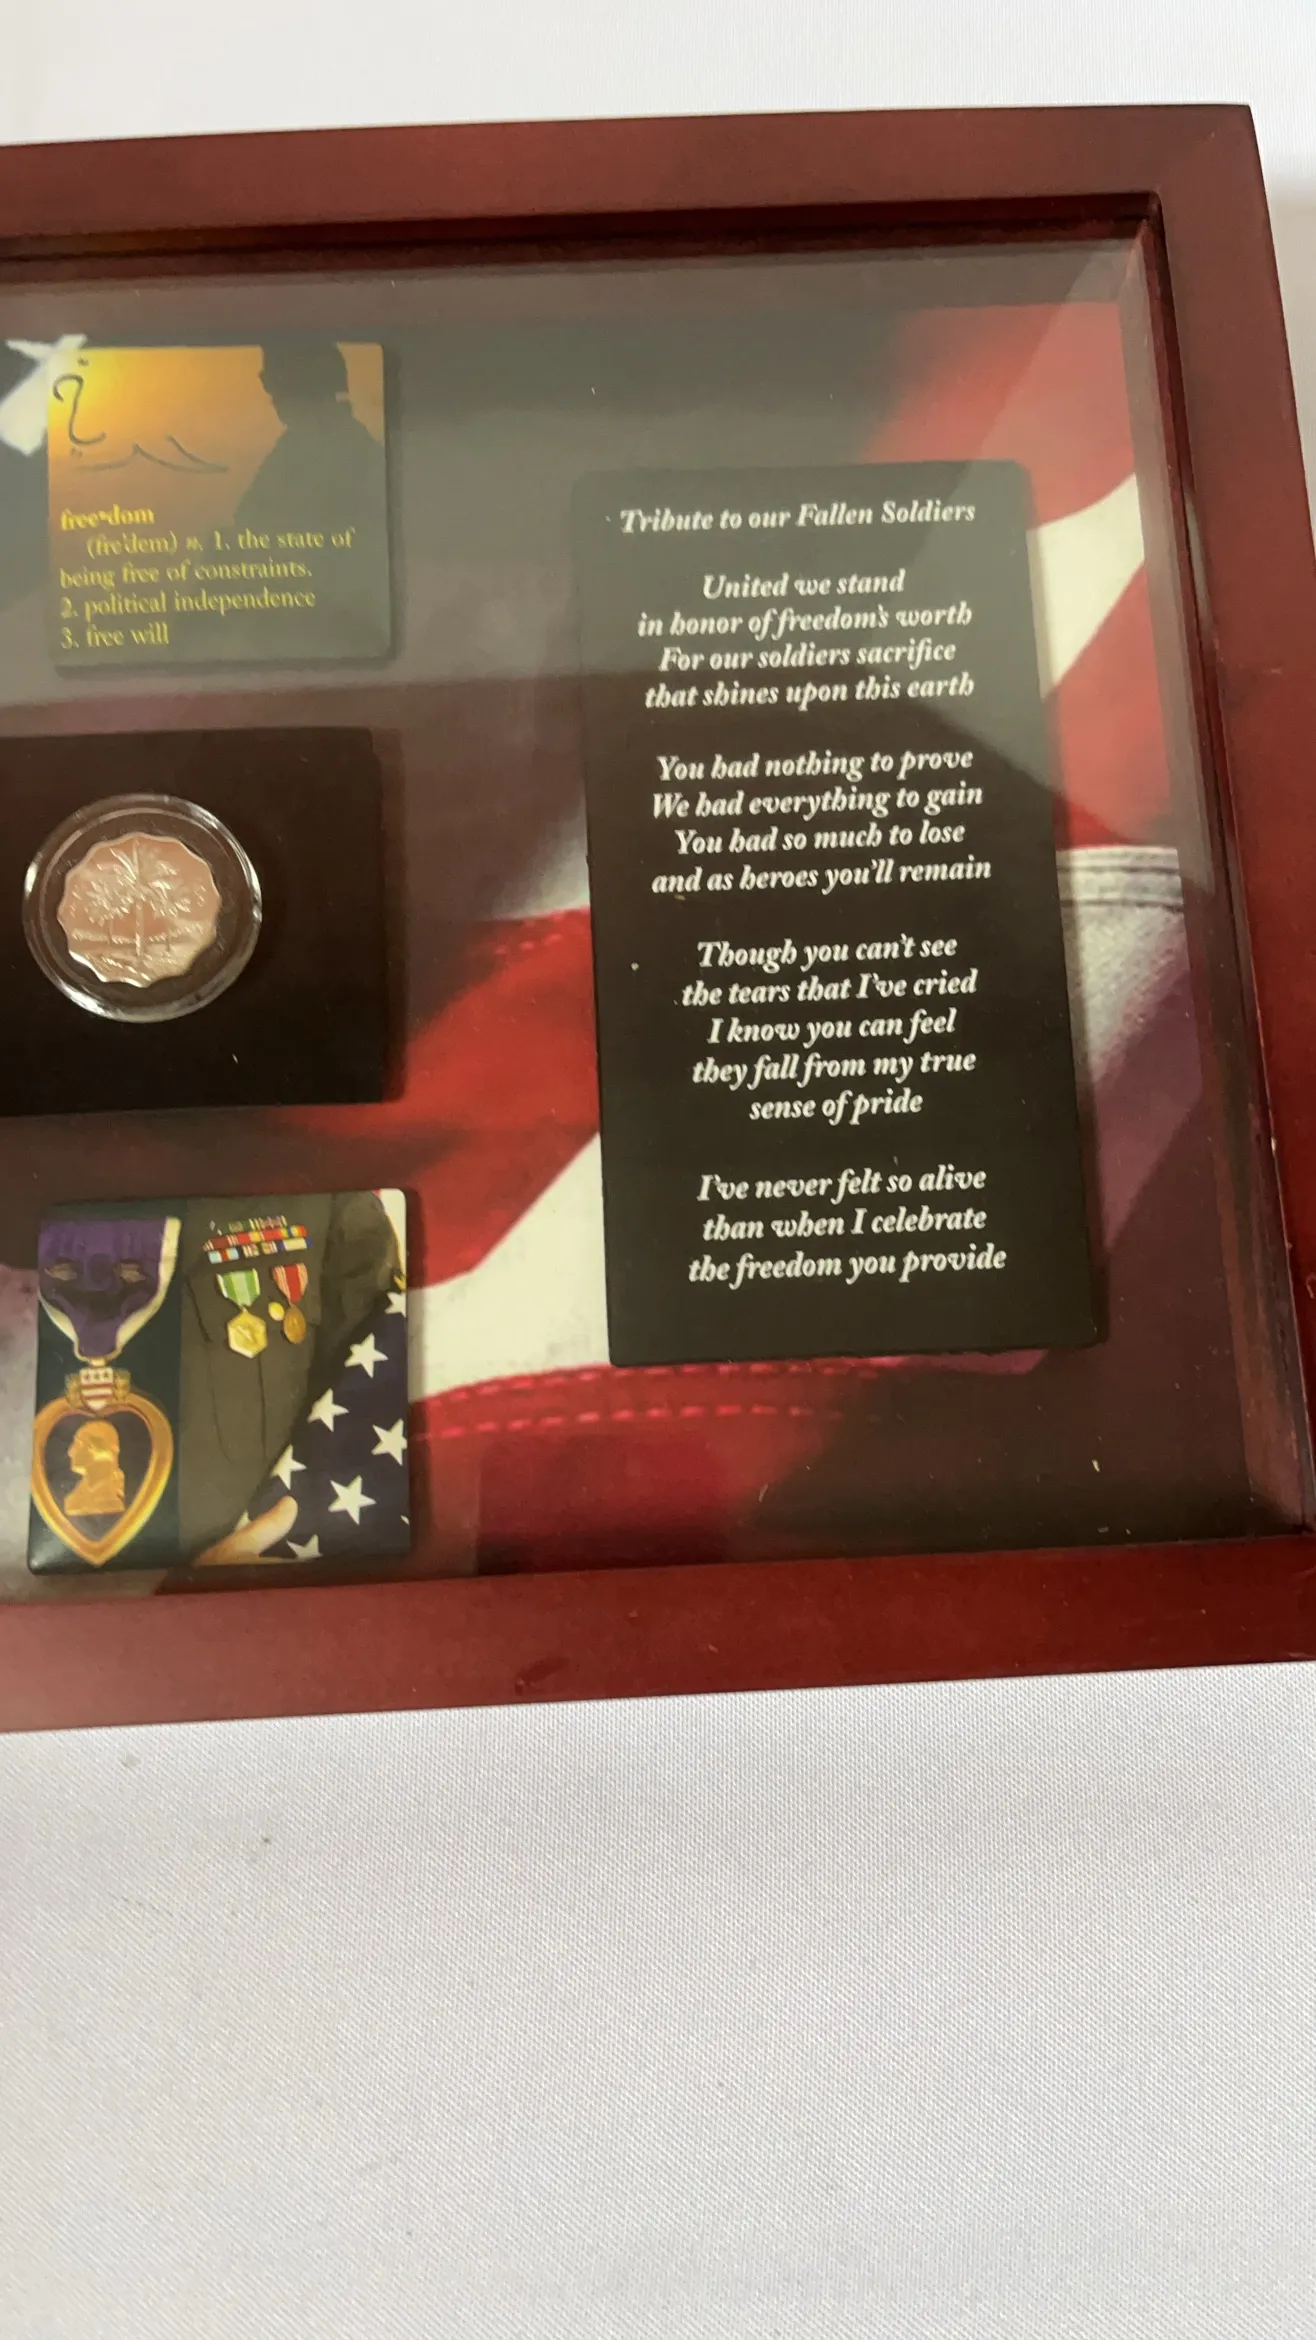 free•dom
(fre'dem) n. 1. the state of
being free of constraints.
2. political independence
3. free will
Tribute to our Fallen Soldiers
United we stand
in honor of freedom's worth
For our soldiers sacrifice
that shines upon this earth
You had nothing to prove
We had everything to gain
You had so much to lose
and as heroes you'll remain
Though you can't see
the tears that I've cried
I know you can feel
they fall from my true
sense of pride
I've never felt so alive
than when I celebrate
the freedom you provide